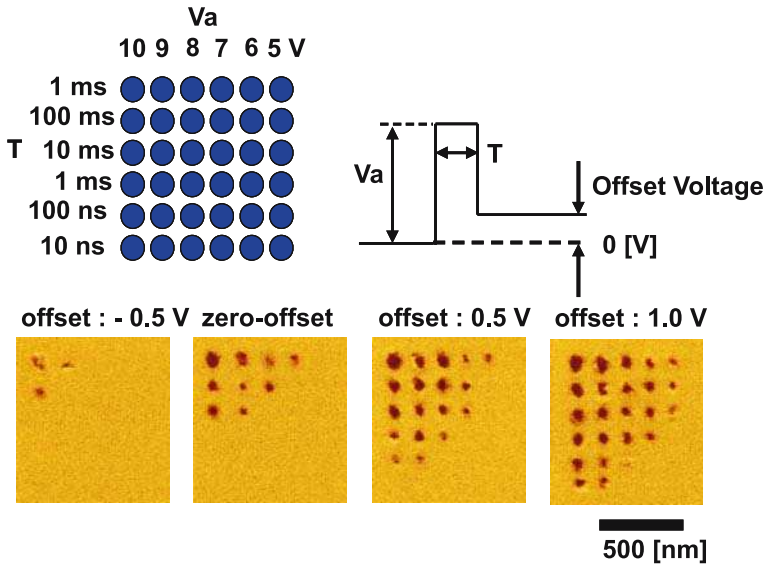 Va
10 9 8 7 6 5 V
1 ms
100 ms
T 10 ms
1 ms
100 ns
10 ns
Va
T
Offset Voltage
0 [V]
offset : - 0.5 V
zero-offset
offset : 0.5 V
offset : 1.0 V
500 [nm]